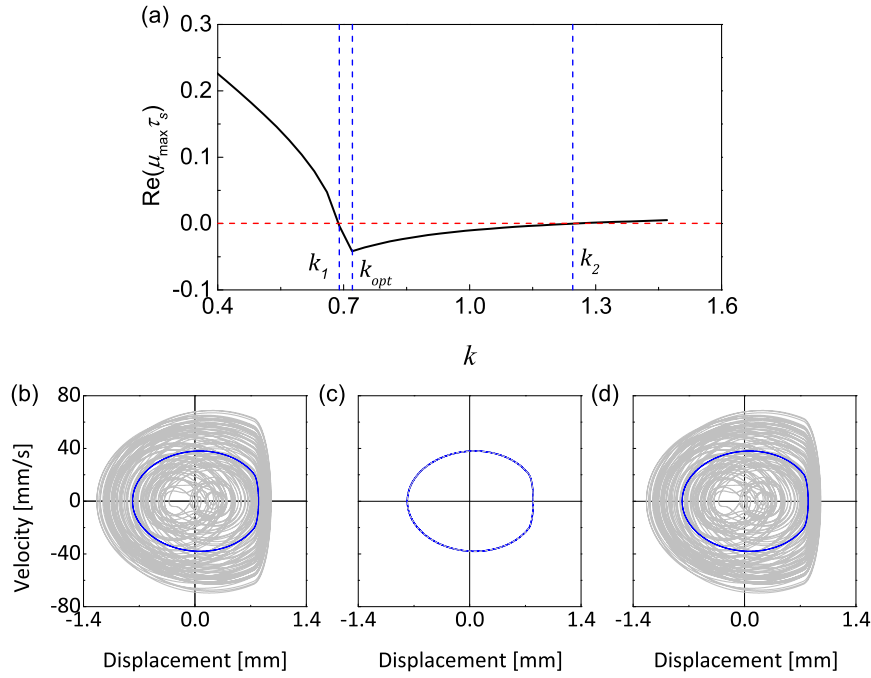 (a)
0.3
0.2
0.1
0.0
-0.1
Re(μmax τs)
k1
kopt
k2
0.4 0.7 1.0 1.3 1.6
k
(b) (c) (d)
80
40
0
-40
-80
Velocity [mm/s]
-1.4 0.0 1.4 -1.4 0.0 1.4 -1.4 0.0 1.4
Displacement [mm] Displacement [mm] Displacement [mm]